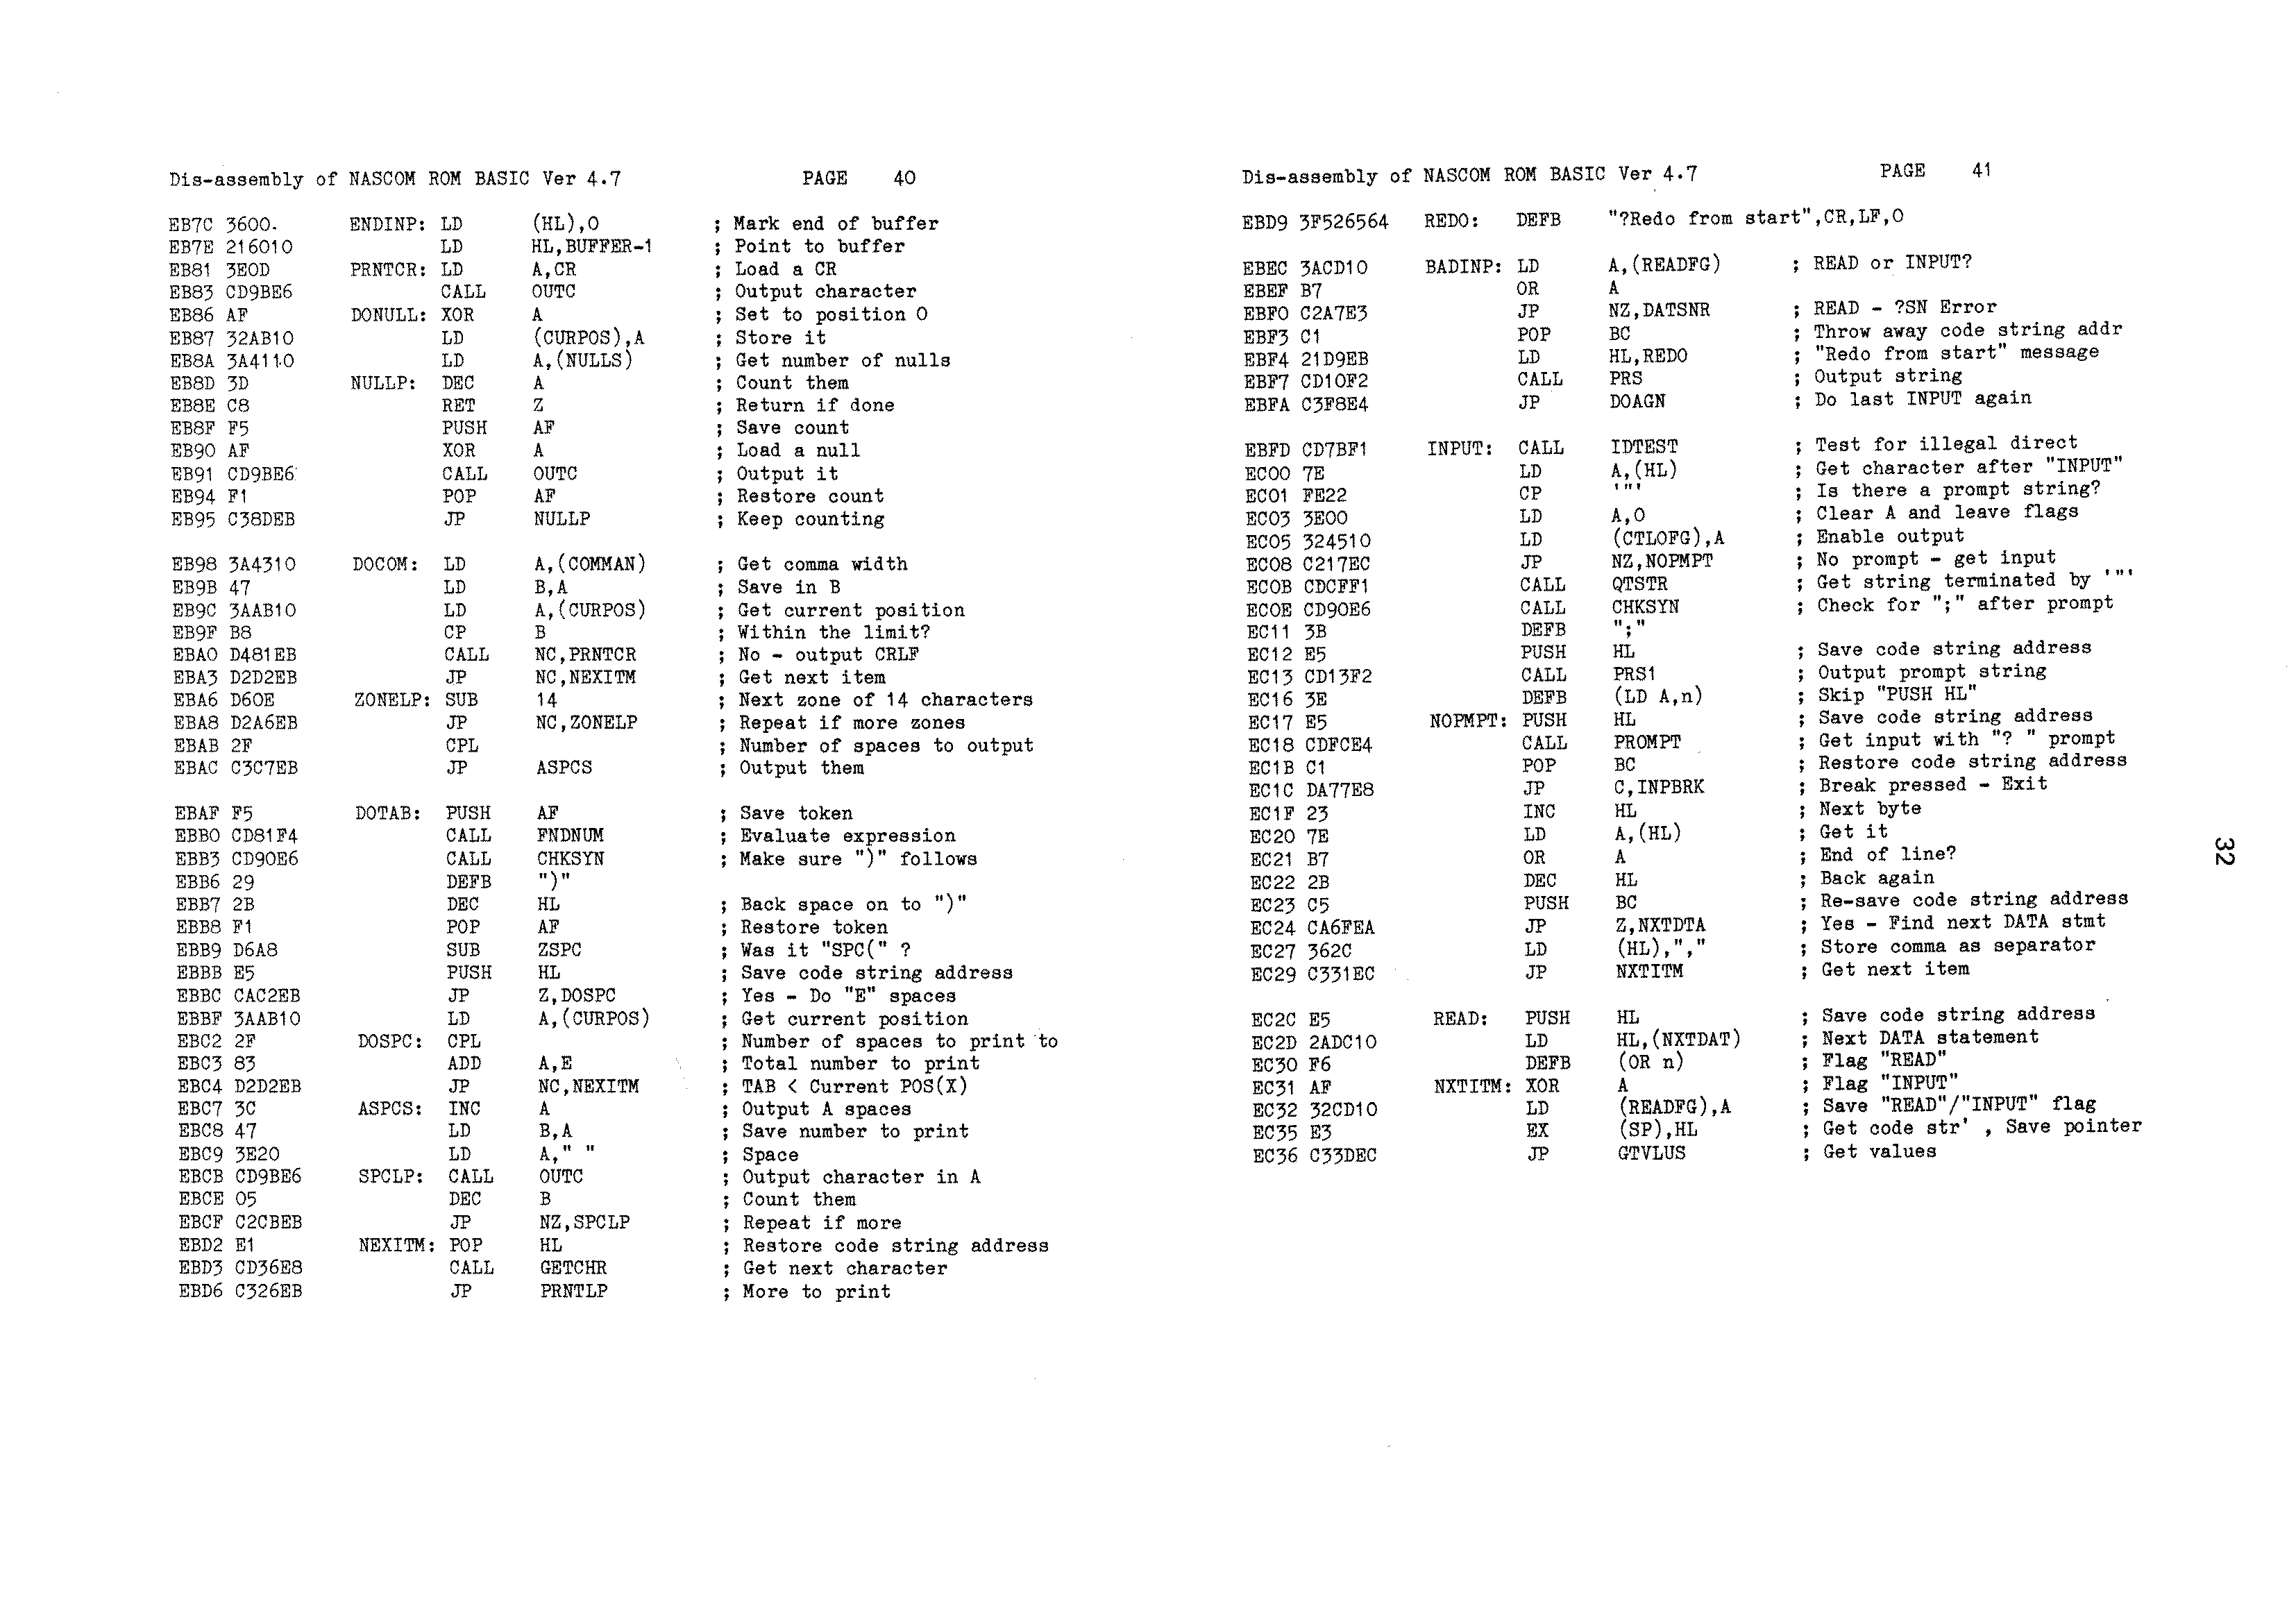 Dis-assembly of NASCOM ROM BASIC Ver 4.7 PAGE 40
EB7C 3600. ENDINP: LD (HL),0 ; Mark end of buffer
EB7E 216010 LD HL,BUFFER-1 ; Point to buffer
EB81 3E0D PRNTCR: LD A,CR ; Load a CR
EB83 CD9BE6 CALL OUTC ; Output character
EB86 AF DONULL: XOR A ; Set to position 0
EB87 32AB10 LD (CURPOS),A ; Store it
EB8A 3A4110 LD A,(NULLS) ; Get number of nulls
EB8D 3D NULLP: DEC A ; Count them
EB8E C8 RET Z ; Return if done
EB8F F5 PUSH AF ; Save count
EB90 AF XOR A ; Load a null
EB91 CD9BE6 CALL OUTC ; Output it
EB94 F1 POP AF ; Restore count
EB95 C38DEB JP NULLP ; Keep counting
EB98 3A4310 DOCOM: LD A,(COMMAN) ; Get comma width
EB9B 47 LD B,A ; Save in B
EB9C 3AAB10 LD A,(CURPOS) ; Get current position
EB9F B8 CP B ; Within the limit?
EBA0 D481EB CALL NC,PRNTCR ; No - output CRLF
EBA3 D2D2EB JP NC,NEXITM ; Get next item
EBA6 D60E ZONELP: SUB 14 ; Next zone of 14 characters
EBA8 D2A6EB JP NC,ZONELP ; Repeat if more zones
EBAB 2F CPL ; Number of spaces to output
EBAC C3C7EB JP ASPCS ; Output them
EBAF F5 DOTAB: PUSH AF ; Save token
EBB0 CD81F4 CALL FNDNUM ; Evaluate expression
EBB3 CD90E6 CALL CHKSYN ; Make sure ")" follows
EBB6 29 DEFB ")"
EBB7 2B DEC HL ; Back space on to ")"
EBB8 F1 POP AF ; Restore token
EBB9 D6A8 SUB ZSPC ; Was it "SPC(" ?
EBBB E5 PUSH HL ; Save code string address
EBBC CAC2EB JP Z,DOSPC ; Yes - Do "E" spaces
EBBF 3AAB10 LD A,(CURPOS) ; Get current position
EBC2 2F DOSPC: CPL ; Number of spaces to print to
EBC3 83 ADD A,E ; Total number to print
EBC4 D2D2EB JP NC,NEXITM ; TAB < Current POS(X)
EBC7 3C ASPCS: INC A ; Output A spaces
EBC8 47 LD B,A ; Save number to print
EBC9 3E20 LD A," " ; Space
EBCB CD9BE6 SPCLP: CALL OUTC ; Output character in A
EBCE 05 DEC B ; Count them
EBCF C2CBEB JP NZ,SPCLP ; Repeat if more
EBD2 E1 NEXITM: POP HL ; Restore code string address
EBD3 CD36E8 CALL GETCHR ; Get next character
EBD6 C326EB JP PRNTLP ; More to print
Dis-assembly of NASCOM ROM BASIC Ver 4.7 PAGE 41
EBD9 3F526564 REDO: DEFB "?Redo from start",CR,LF,0
EBEC 3ACD10 BADINP: LD A,(READFG) ; READ or INPUT?
EBEF B7 OR A
EBF0 C2A7E3 JP NZ,DATSNR ; READ - ?SN Error
EBF3 C1 POP BC ; Throw away code string addr
EBF4 21D9EB LD HL,REDO ; "Redo from start" message
EBF7 CD10F2 CALL PRS ; Output string
EBFA C3F8E4 JP DOAGN ; Do last INPUT again
EBFD CD7BF1 INPUT: CALL IDTEST ; Test for illegal direct
EC00 7E LD A,(HL) ; Get character after "INPUT"
EC01 FE22 CP '"' ; Is there a prompt string?
EC03 3E00 LD A,0 ; Clear A and leave flags
EC05 324510 LD (CTLOFG),A ; Enable output
EC08 C217EC JP NZ,NOPMPT ; No prompt - get input
EC0B CDCFF1 CALL QTSTR ; Get string terminated by '"'
EC0E CD90E6 CALL CHKSYN ; Check for ";" after prompt
EC11 3B DEFB ";"
EC12 E5 PUSH HL ; Save code string address
EC13 CD13F2 CALL PRS1 ; Output prompt string
EC16 3E DEFB (LD A,n) ; Skip "PUSH HL"
EC17 E5 NOPMPT: PUSH HL ; Save code string address
EC18 CDFCE4 CALL PROMPT ; Get input with "? " prompt
EC1B C1 POP BC ; Restore code string address
EC1C DA77E8 JP C,INPBRK ; Break pressed - Exit
EC1F 23 INC HL ; Next byte
EC20 7E LD A,(HL) ; Get it
EC21 B7 OR A ; End of line?
EC22 2B DEC HL ; Back again
EC23 C5 PUSH BC ; Re-save code string address
EC24 CA6FEA JP Z,NXTDTA ; Yes - Find next DATA stmt
EC27 362C LD (HL),"," ; Store comma as separator
EC29 C331EC JP NXTITM ; Get next item
EC2C E5 READ: PUSH HL ; Save code string address
EC2D 2ADC10 LD HL,(NXTDAT) ; Next DATA statement
EC30 F6 DEFB (OR n) ; Flag "READ"
EC31 AF NXTITM: XOR A ; Flag "INPUT"
EC32 32CD10 LD (READFG),A ; Save "READ"/"INPUT" flag
EC35 E3 EX (SP),HL ; Get code str' , Save pointer
EC36 C33DEC JP GTVLUS ; Get values
32